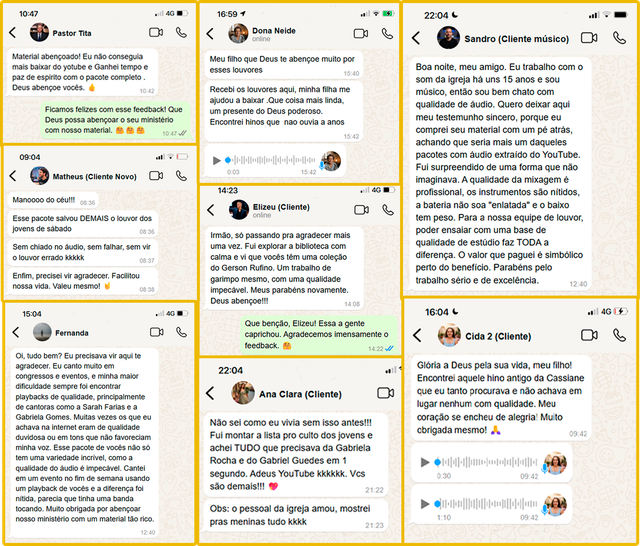 10:47
4G
Pastor Tita
Material abençoado! Eu não conseguia
mais baixar do yotube e Ganhei tempo e
paz de espirito com o pacote completo .
Deus abençoe vocês. 🔥
10:42
Ficamos felizes com esse feedback! Que
Deus possa abençoar o seu ministério
com nosso material. 🤗 🤗 🤗
10:47
09:04
Matheus (Cliente Novo)
Manoooo do céu!!!
08:36
Esse pacote salvou DEMAIS o louvor dos
jovens de sábado
08:36
Sem chiado no áudio, sem falhar, sem vir
o louvor errado kkkkk
08:37
Enfim, precisei vir agradecer. Facilitou
nossa vida. Valeu mesmo! 🤘
08:38
15:04
4G
Fernanda
Oi, tudo bem? Eu precisava vir aqui te
agradecer. Eu canto muito em
congressos e eventos, e minha maior
dificuldade sempre foi encontrar
playbacks de qualidade, principalmente
de cantoras como a Sarah Farias e a
Gabriela Gomes. Muitas vezes os que eu
achava na internet eram de qualidade
duvidosa ou em tons que não favoreciam
minha voz. Esse pacote de vocês não só
tem uma variedade incrível, como a
qualidade do áudio é impecável. Cantei
em um evento no fim de semana usando
um playback de vocês e a diferença foi
nítida, parecia que tinha uma banda
tocando. Muito obrigada por abençoar
nosso ministério com um material tão rico.
12:40
16:59
Dona Neide
online
Meu filho que Deus te abençoe muito por
esses louvores
15:40
Recebi os louvores aqui, minha filha me
ajudou a baixar .Que coisa mais linda,
um presente do Deus poderoso.
Encontrei hinos que nao ouvia a anos
15:42
0:03
15:42
14:23
4G
Elizeu (Cliente)
online
Irmão, só passando pra agradecer mais
uma vez. Fui explorar a biblioteca com
calma e vi que vocês têm uma coleção
do Gerson Rufino. Um trabalho de
garimpo mesmo, com uma qualidade
impecável. Meus parabéns novamente.
Deus abençoe!!!
14:08
Que benção, Elizeu! Essa a gente
caprichou. Agradecemos imensamente o
feedback. 🤗
14:22
22:04
Ana Clara (Cliente)
Não sei como eu vivia sem isso antes!!!
Fui montar a lista pro culto dos jovens e
achei TUDO que precisava da Gabriela
Rocha e do Gabriel Guedes em 1
segundo. Adeus YouTube kkkkkk. Vcs
são demais!!! 💖
21:22
Obs: o pessoal da igreja amou, mostrei
pras meninas tudo kkkk
21:23
22:04
Sandro (Cliente músico)
Boa noite, meu amigo. Eu trabalho com o
som da igreja há uns 15 anos e sou
músico, então sou bem chato com
qualidade de áudio. Quero deixar aqui
meu testemunho sincero, porque eu
comprei seu material com um pé atrás,
achando que seria mais um daqueles
pacotes com áudio extraído do YouTube.
Fui surpreendido de uma forma que não
imaginava. A qualidade da mixagem é
profissional, os instrumentos são nítidos,
a bateria não soa "enlatada" e o baixo
tem peso. Para a nossa equipe de louvor,
poder ensaiar com uma base de
qualidade de estúdio faz TODA a
diferença. O valor que paguei é simbólico
perto do benefício. Parabéns pelo
trabalho sério e de excelência.
12:40
16:04
4G
Cida 2 (Cliente)
Glória a Deus pela sua vida, meu filho!
Encontrei aquele hino antigo da Cassiane
que eu tanto procurava e não achava em
lugar nenhum com qualidade. Meu
coração se encheu de alegria! Muito
obrigada mesmo! 🙏
09:42
0:30
09:42
1:10
09:42